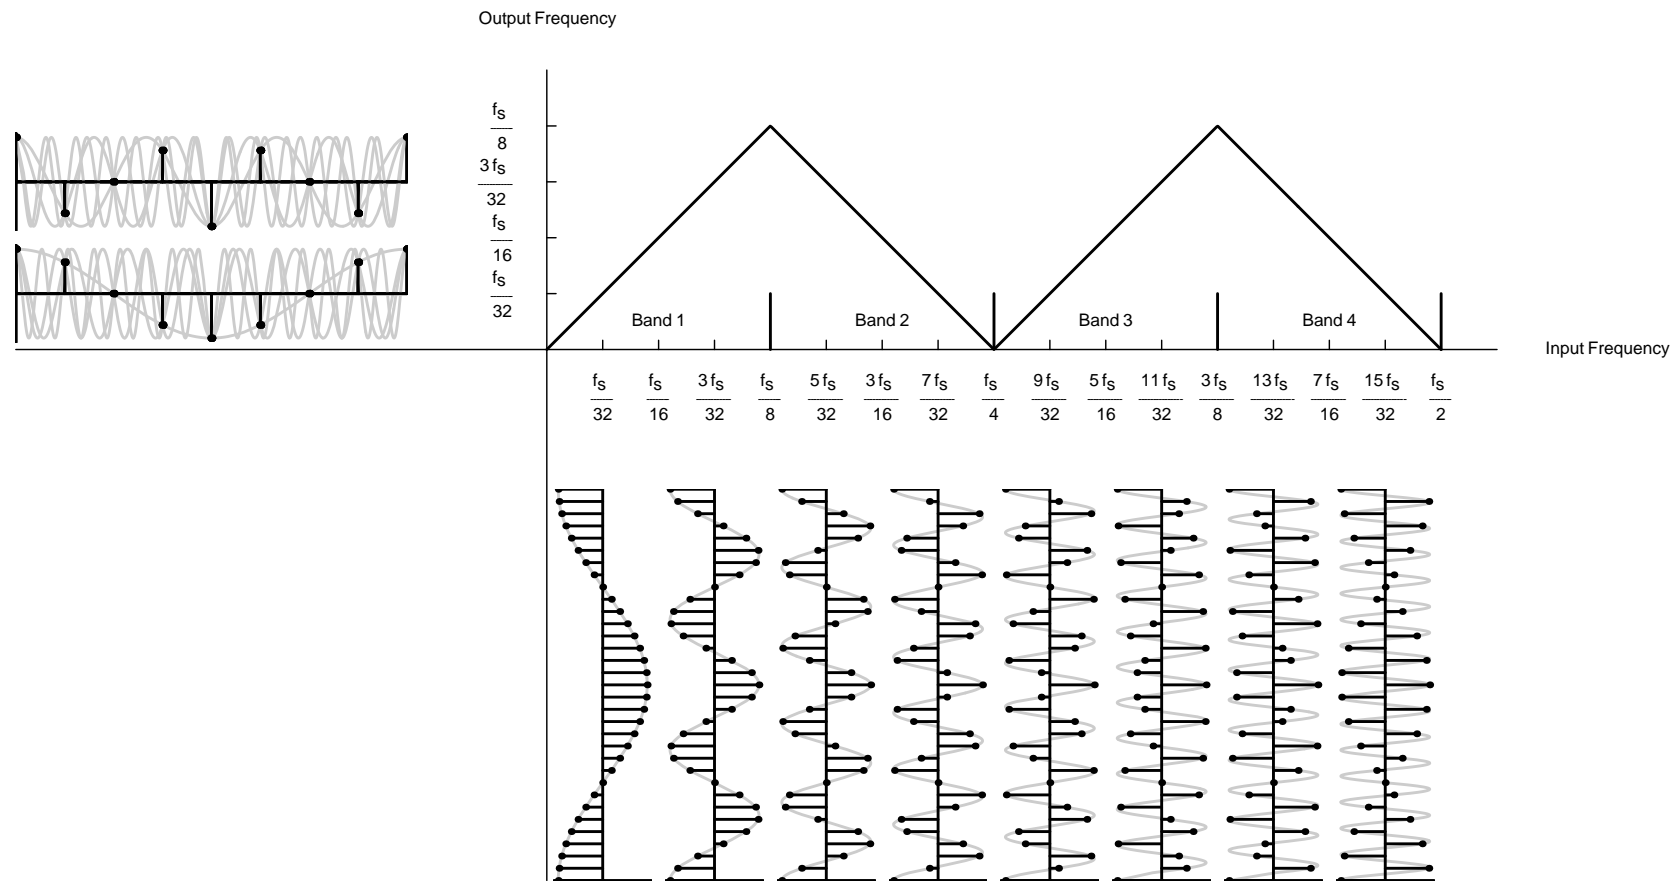 Output Frequency
fs
8
3 fs
32
fs
16
fs
32
Band 1 Band 2 Band 3 Band 4
Input Frequency
fs fs 3 fs fs 5 fs 3 fs 7 fs fs 9 fs 5 fs 11 fs 3 fs 13 fs 7 fs 15 fs fs
32 16 32 8 32 16 32 4 32 16 32 8 32 16 32 2